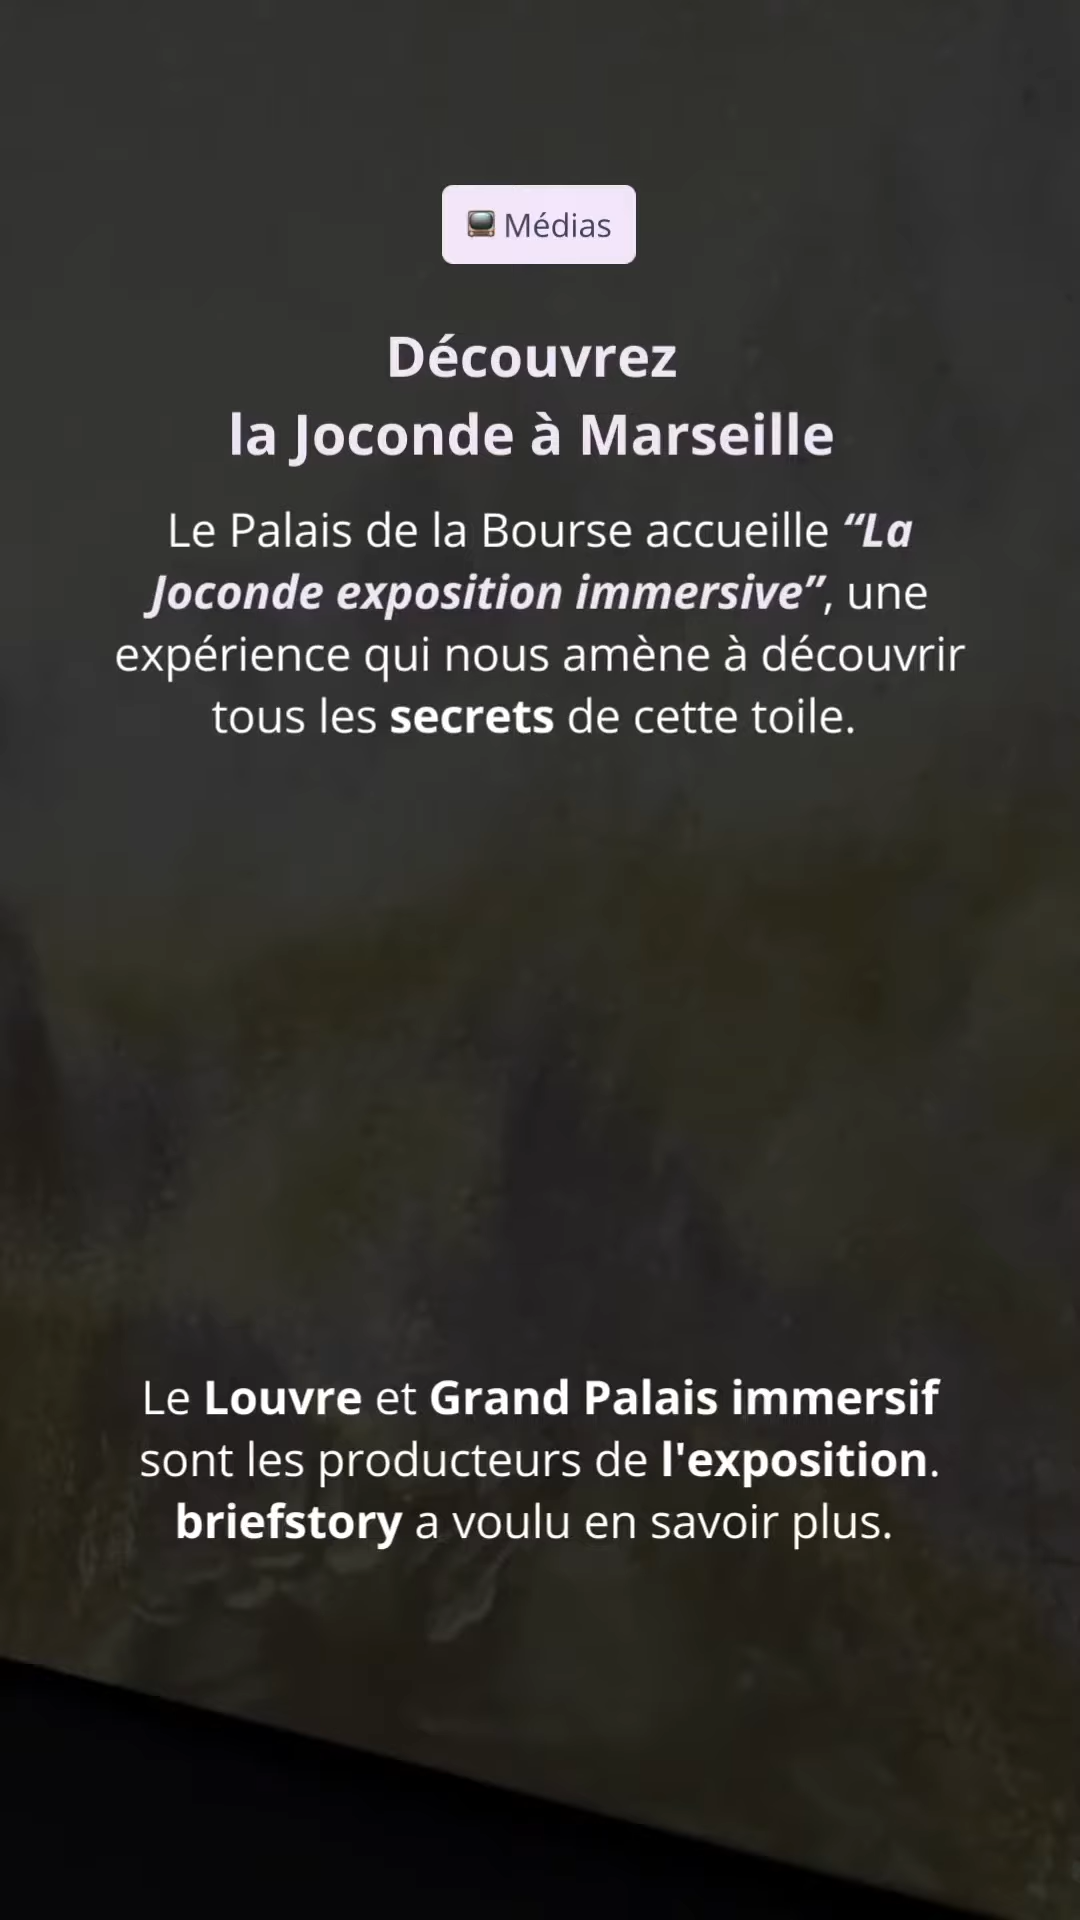 Médias
Découvrez
la Joconde à Marseille
Le Palais de la Bourse accueille “La
Joconde exposition immersive”, une
expérience qui nous amène à découvrir
tous les secrets de cette toile.
Le Louvre et Grand Palais immersif
sont les producteurs de l'exposition.
briefstory a voulu en savoir plus.